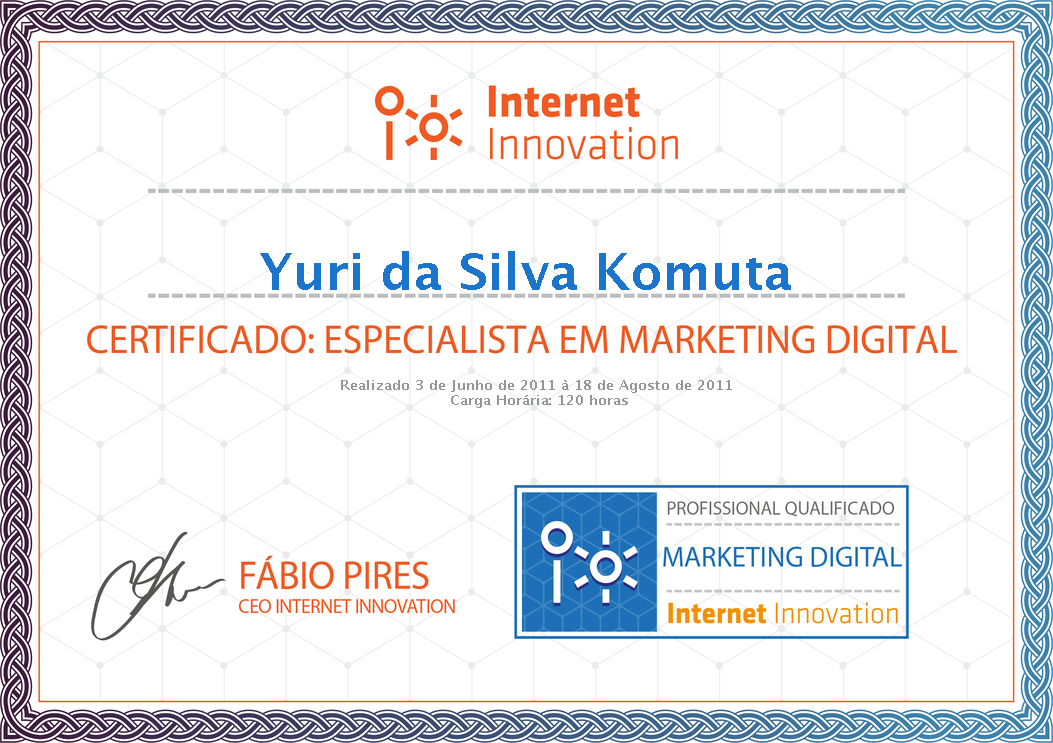 Internet
Innovation
Yuri da Silva Komuta
CERTIFICADO: ESPECIALISTA EM MARKETING DIGITAL
Realizado 3 de Junho de 2011 à 18 de Agosto de 2011
Carga Horária: 120 horas
FÁBIO PIRES
CEO INTERNET INNOVATION
PROFISSIONAL QUALIFICADO
MARKETING DIGITAL
Internet Innovation